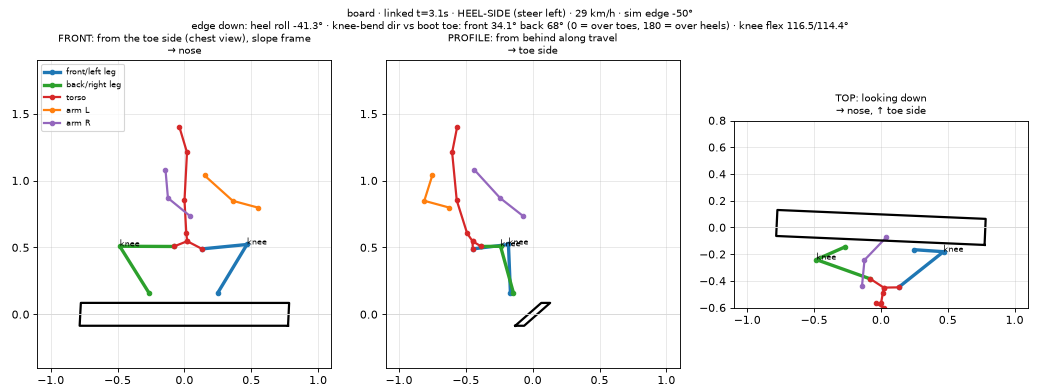 board · linked t=3.1s · HEEL-SIDE (steer left) · 29 km/h · sim edge -50°
edge down: heel roll -41.3° · knee-bend dir vs boot toe: front 34.1° back 68° (0 = over toes, 180 = over heels) · knee flex 116.5/114.4°
FRONT: from the toe side (chest view), slope frame
→ nose
PROFILE: from behind along travel
→ toe side
TOP: looking down
→ nose, ↑ toe side
front/left leg
back/right leg
torso
arm L
arm R
knee
knee
knee
knee
knee
1.5
1.0
0.5
0.0
−1.0
−0.5
0.0
0.5
1.0
1.5
1.0
0.5
0.0
−1.0
−0.5
0.0
0.5
1.0
0.8
0.6
0.4
0.2
0.0
−0.2
−0.4
−0.6
−1.0
−0.5
0.0
0.5
1.0